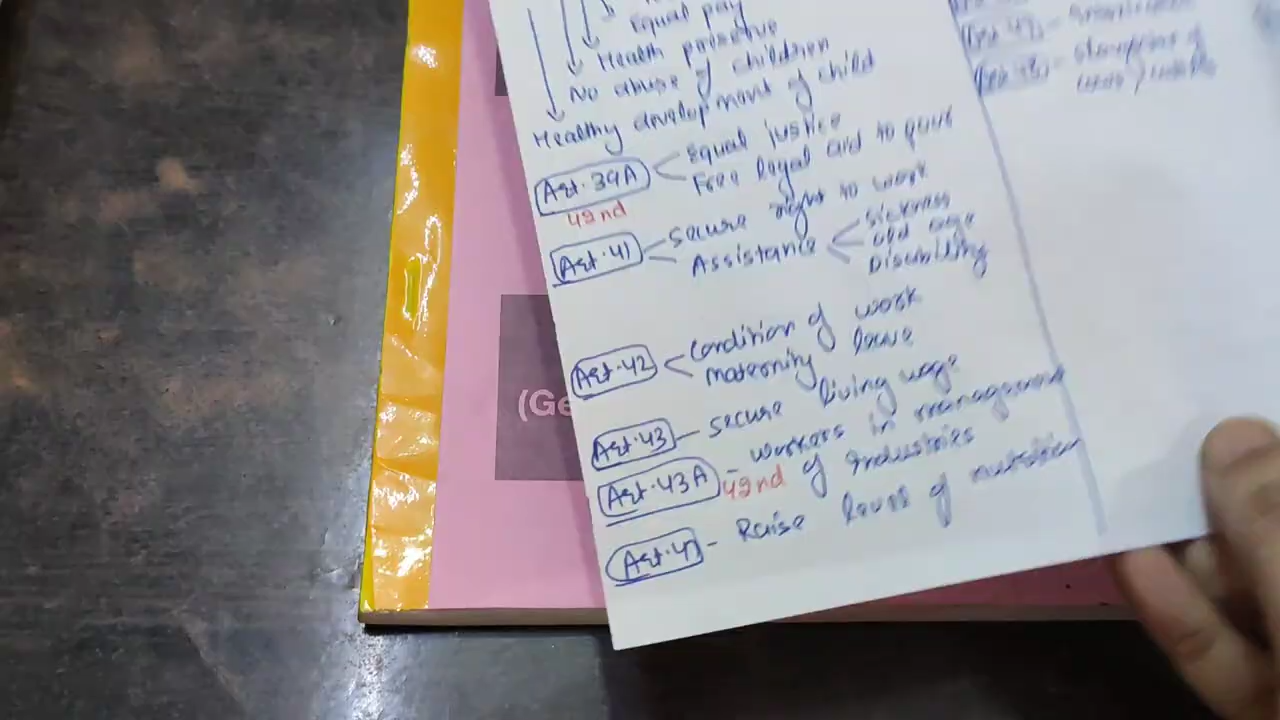 Equal pay
Health protective
No abuse of children
Healthy development of child
Art. 39A
Equal justice
Free legal aid to poor
42nd
Art. 41
secure right to work
Assistance
sickness
old age
Disability
Art. 42
condition of work
maternity leave
Art. 43 - secure living wage
Art. 43A - workers in management
42nd of industries
Art. 47 - Raise level of nutrition
(Ge